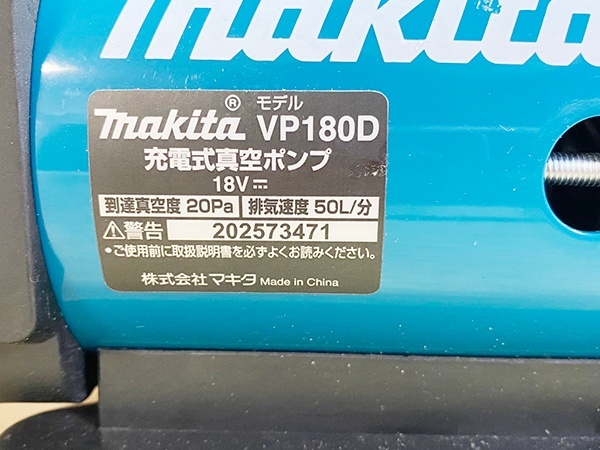 makita
® モデル
makita VP180D
充電式真空ポンプ
18V⎓
到達真空度 20Pa 排気速度 50L/分
⚠警告 202573471
●ご使用前に取扱説明書を必ずよくお読みください。
株式会社マキタ Made in China